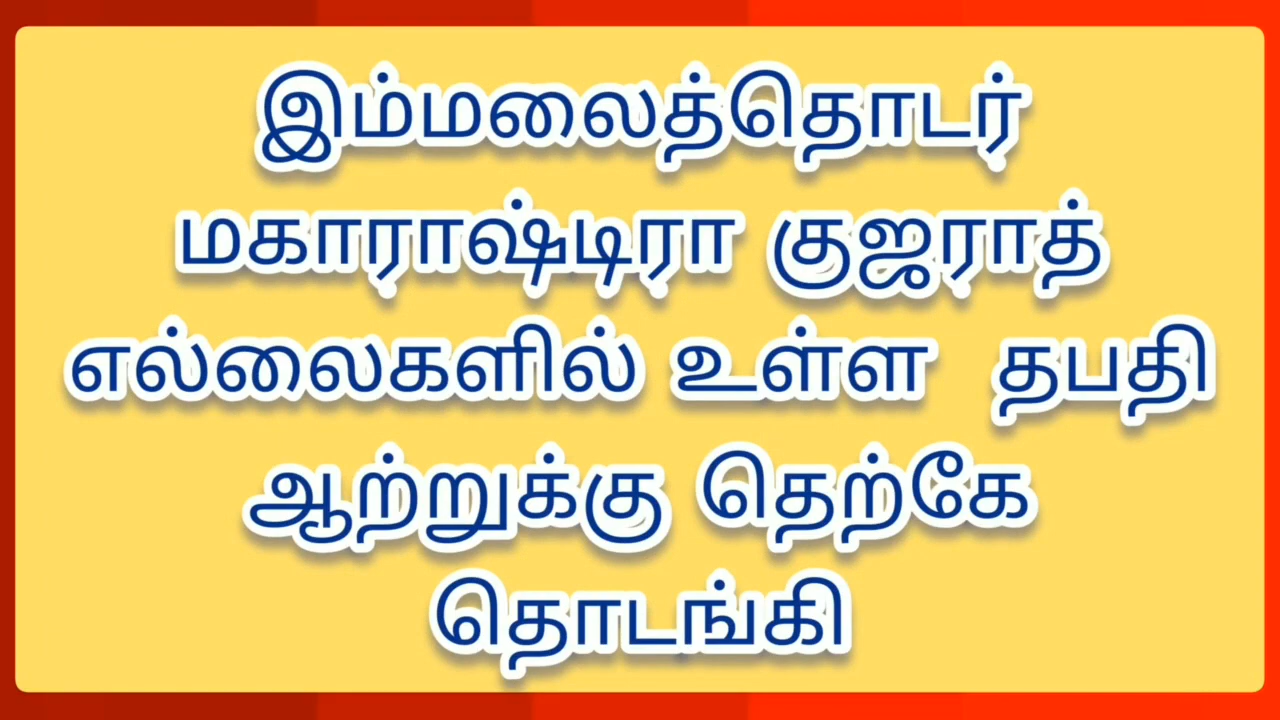 இம்மலைத்தொடர்
மகாராஷ்டிரா குஜராத்
எல்லைகளில் உள்ள தபதி
ஆற்றுக்கு தெற்கே
தொடங்கி